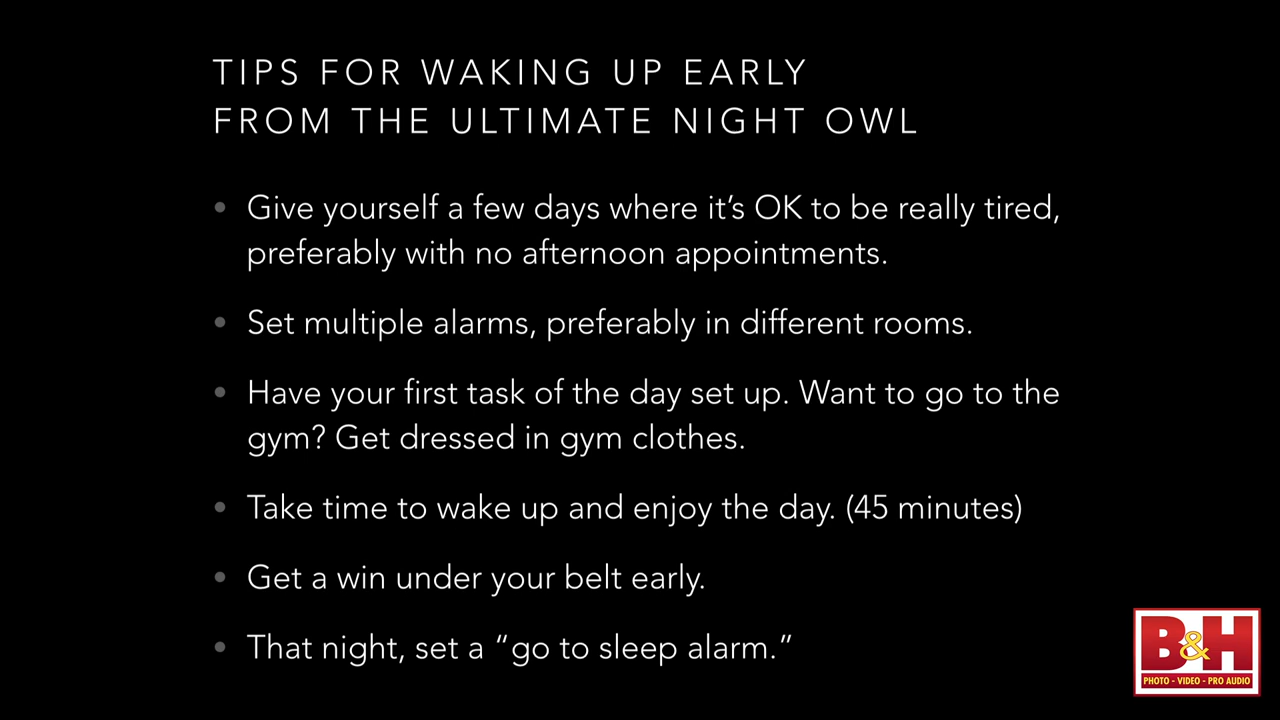 TIPS FOR WAKING UP EARLY
FROM THE ULTIMATE NIGHT OWL
• Give yourself a few days where it’s OK to be really tired,
preferably with no afternoon appointments.
• Set multiple alarms, preferably in different rooms.
• Have your first task of the day set up. Want to go to the
gym? Get dressed in gym clothes.
• Take time to wake up and enjoy the day. (45 minutes)
• Get a win under your belt early.
• That night, set a “go to sleep alarm.”
B&H
PHOTO - VIDEO - PRO AUDIO